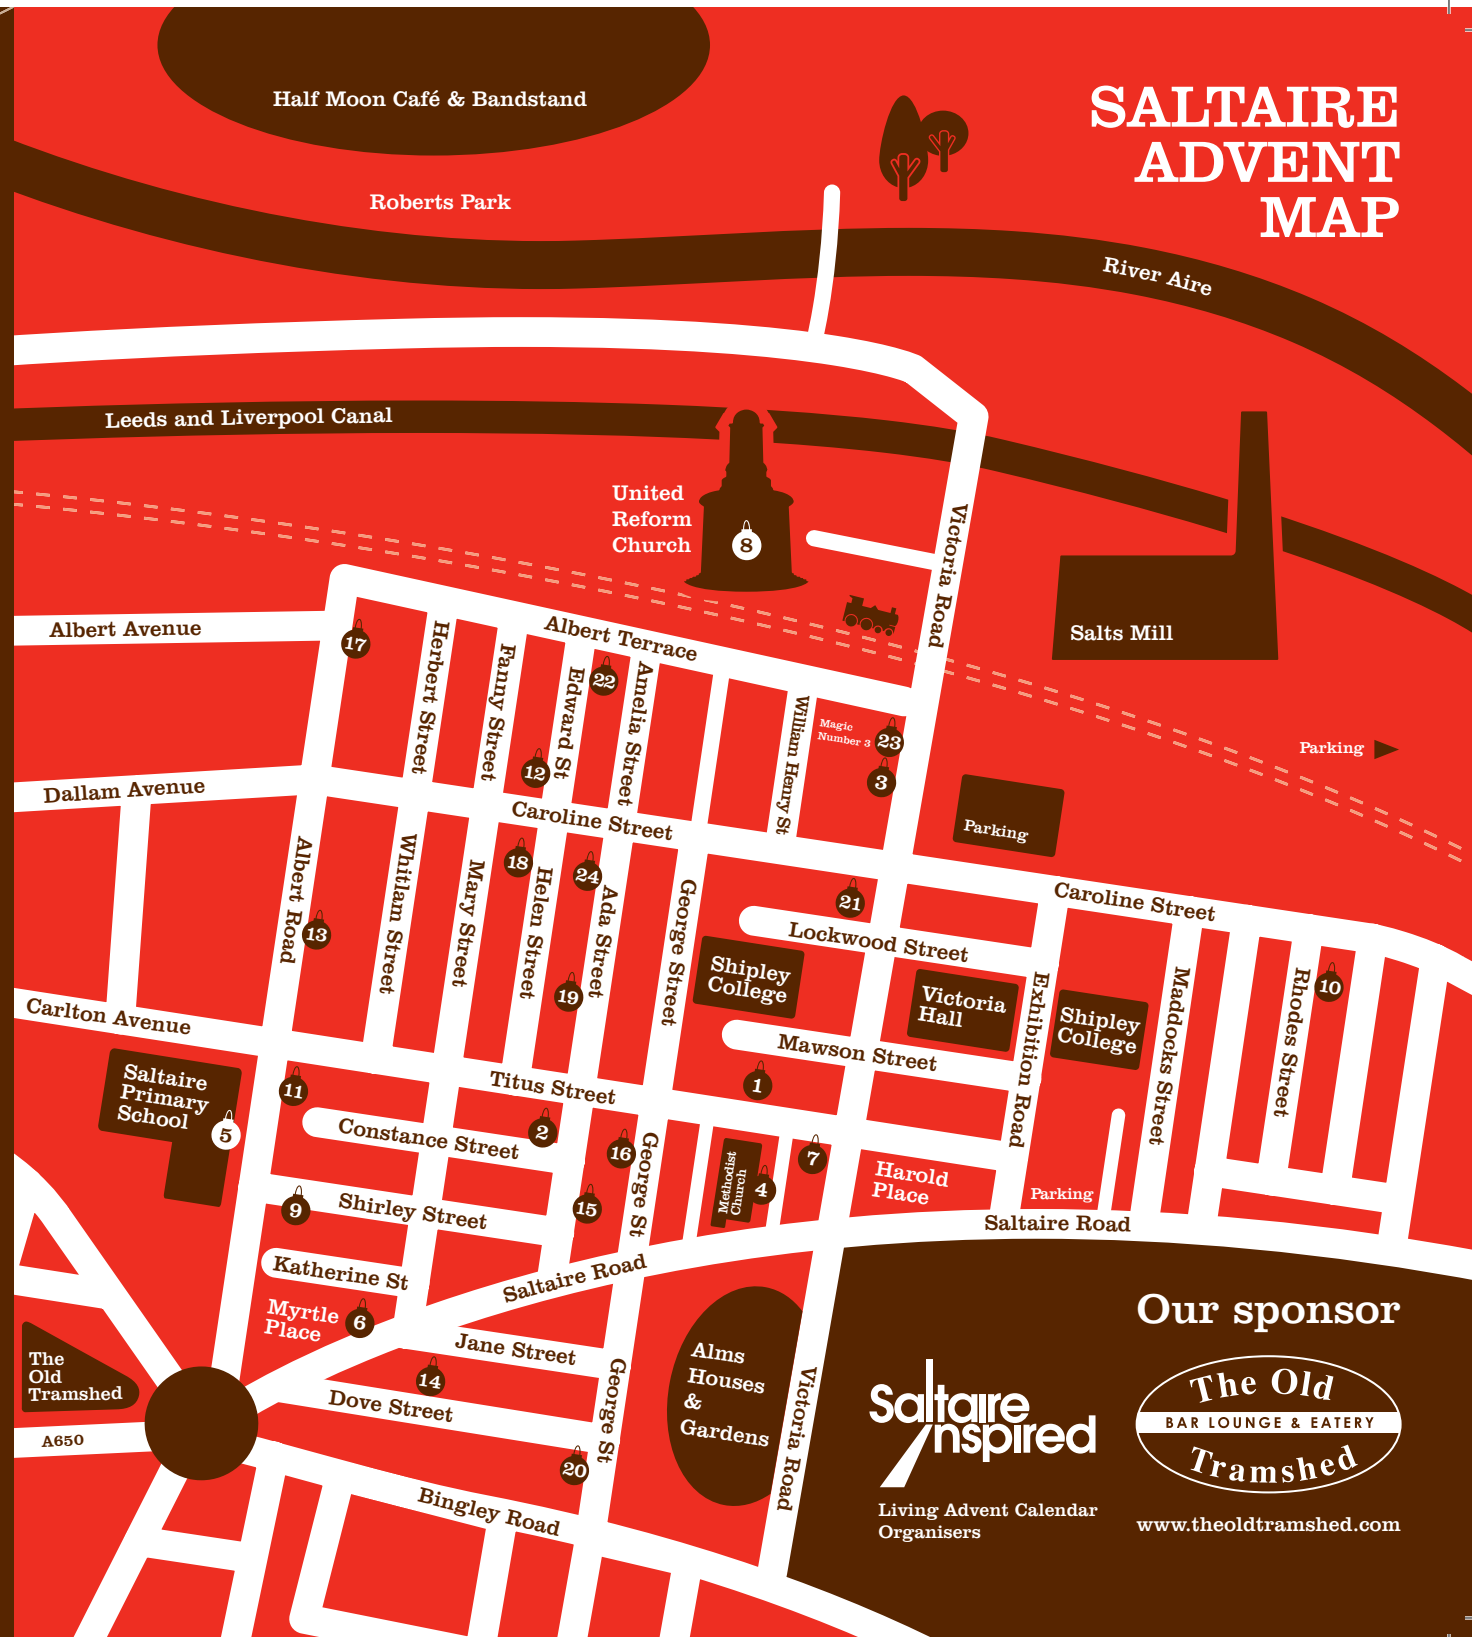 Half Moon Café & Bandstand
SALTAIRE
ADVENT
MAP
Roberts Park
River Aire
Leeds and Liverpool Canal
United
Reform
Church
8
Victoria Road
Salts Mill
Albert Avenue
17
Herbert Street
Fanny Street
Albert Terrace
Edward St
22
Amelia Street
William Henry St
Magic
Number 3
23
3
Parking
12
Dallam Avenue
Caroline Street
Parking
Albert Road
13
Whitlam Street
Mary Street
18
Helen Street
24
Ada Street
19
George Street
21
Lockwood Street
Caroline Street
Shipley
College
Victoria
Hall
Exhibition Road
Shipley
College
Maddocks Street
Rhodes Street
10
Carlton Avenue
Mawson Street
1
Saltaire
Primary
School
5
11
Titus Street
Constance Street
2
16
George St
Methodist
Church
4
7
Harold
Place
Parking
9
Shirley Street
15
Saltaire Road
Katherine St
Saltaire Road
Myrtle
Place
6
Jane Street
14
Dove Street
George St
20
Alms
Houses
&
Gardens
Victoria Road
The
Old
Tramshed
A650
Bingley Road
Our sponsor
Saltaire
Inspired
Living Advent Calendar
Organisers
The Old
BAR LOUNGE & EATERY
Tramshed
www.theoldtramshed.com